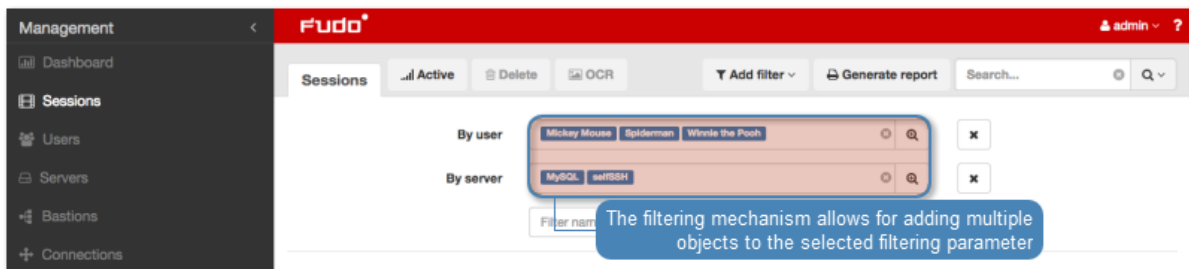 Management <
FUDO
admin ?
Dashboard
Sessions
Users
Servers
Bastions
Connections
Sessions Active Delete OCR Add filter Generate report Search...
By user Mickey Mouse Spiderman Winnie the Pooh
By server MySQL selfSSH
Filter nam
The filtering mechanism allows for adding multiple
objects to the selected filtering parameter